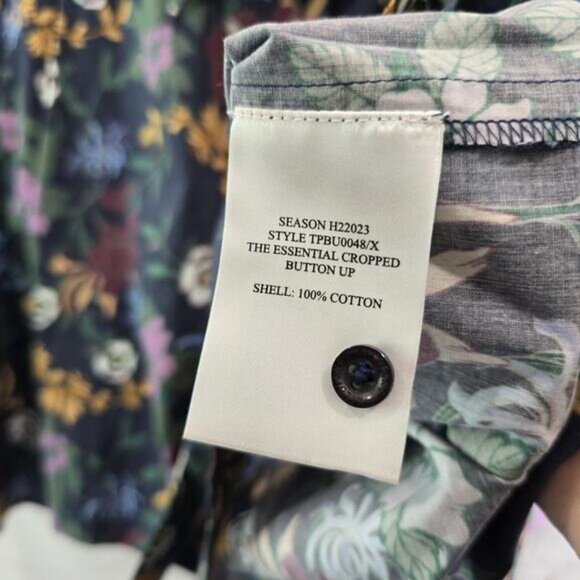 SEASON H22023
STYLE TPBU0048/X
THE ESSENTIAL CROPPED
BUTTON UP
SHELL: 100% COTTON